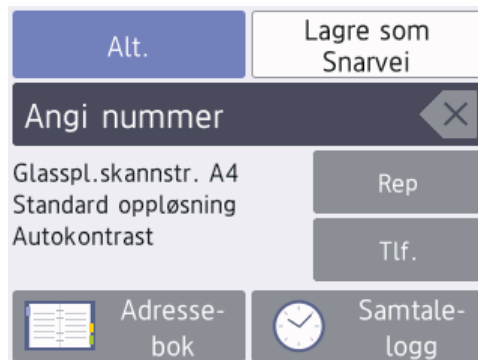 Alt.
Lagre som
Snarvei
Angi nummer
Glasspl.skannstr. A4
Standard oppløsning
Autokontrast
Rep
Tlf.
Adresse-
bok
Samtale-
logg